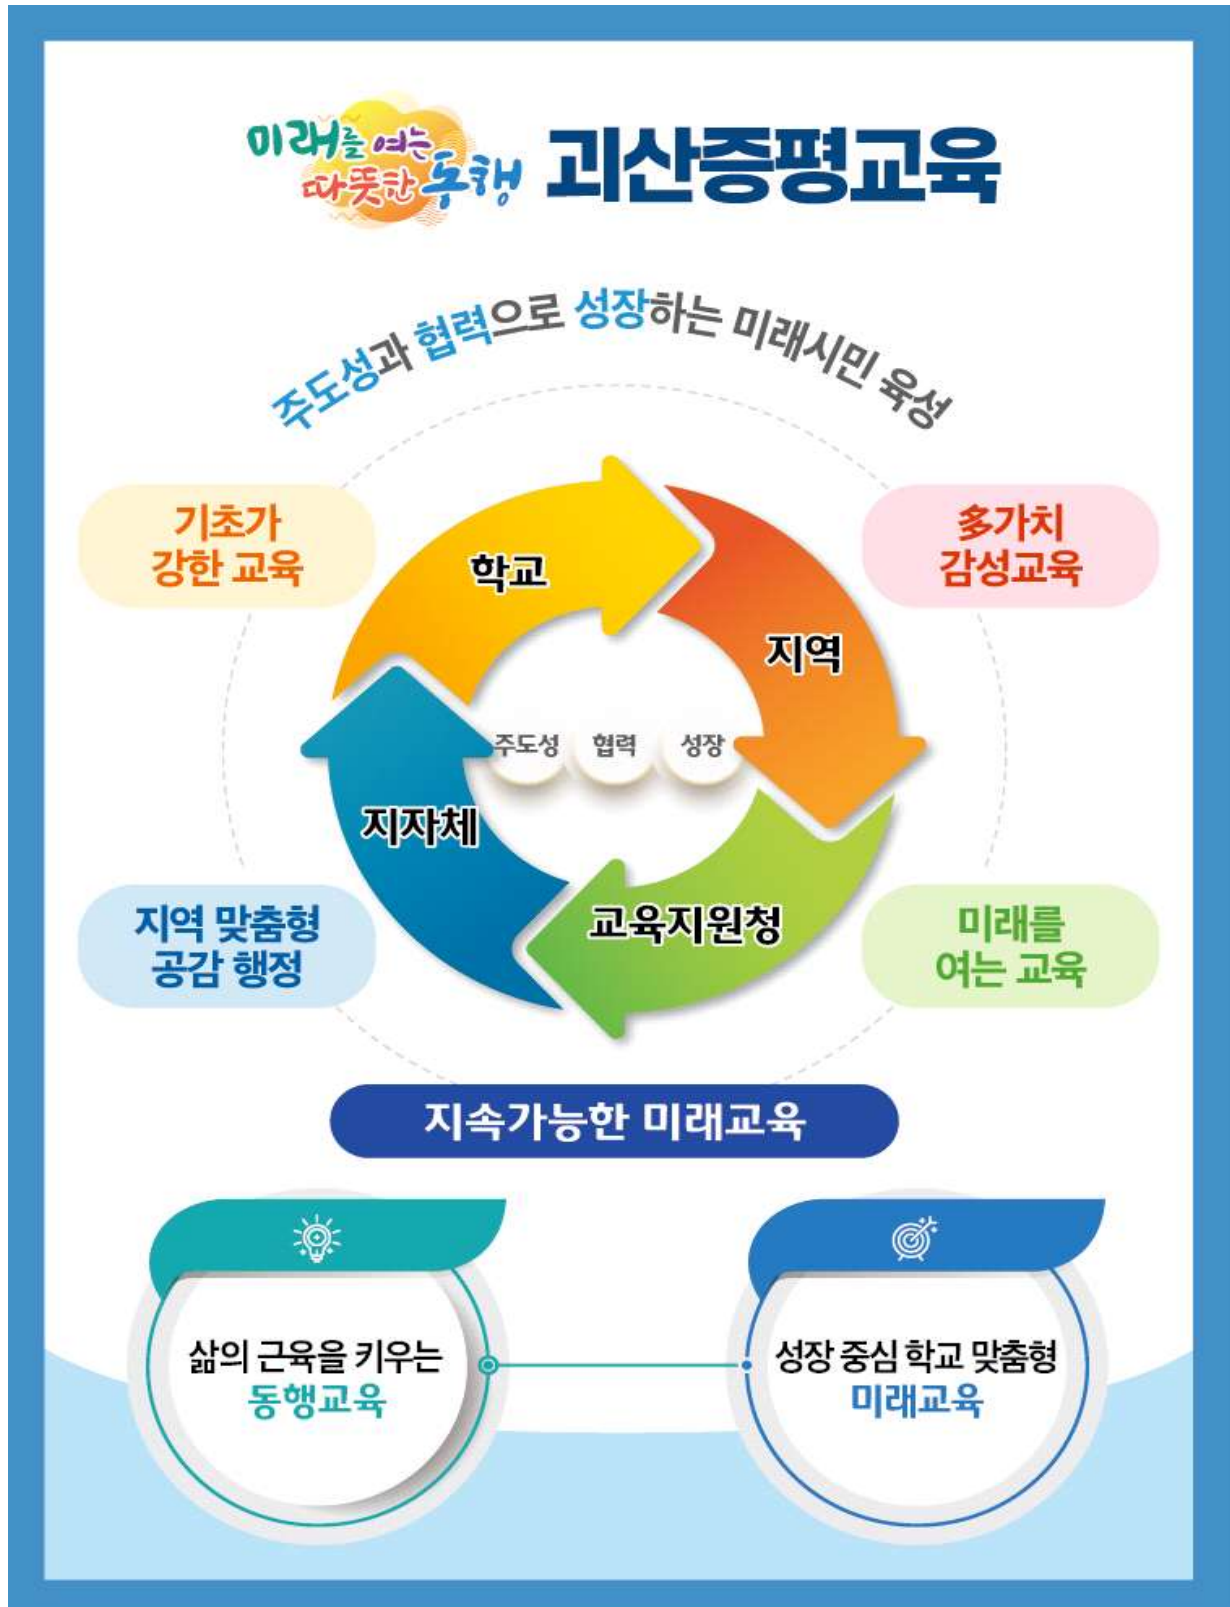 미래를 여는
따뜻한 동행
괴산증평교육
주도성과 협력으로 성장하는 미래시민 육성
기초가
강한 교육
多가치
감성교육
학교
지역
주도성 협력 성장
지자체
교육지원청
지역 맞춤형
공감 행정
미래를
여는 교육
지속가능한 미래교육
삶의 근육을 키우는
동행교육
성장 중심 학교 맞춤형
미래교육